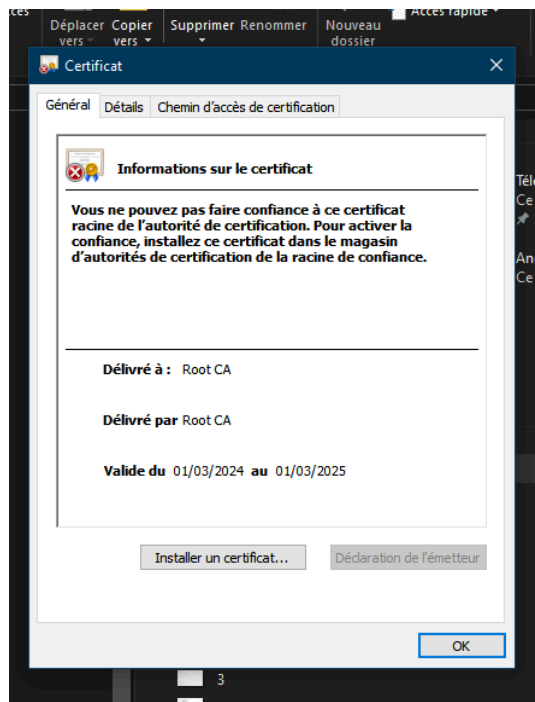 Accès rapide
Déplacer Copier Supprimer Renommer Nouveau
vers vers dossier
Certificat
Général Détails Chemin d'accès de certification
Informations sur le certificat
Vous ne pouvez pas faire confiance à ce certificat
racine de l'autorité de certification. Pour activer la
confiance, installez ce certificat dans le magasin
d'autorités de certification de la racine de confiance.
Délivré à : Root CA
Délivré par Root CA
Valide du 01/03/2024 au 01/03/2025
Installer un certificat... Déclaration de l'émetteur
OK
Tél
Ce
An
Ce
3